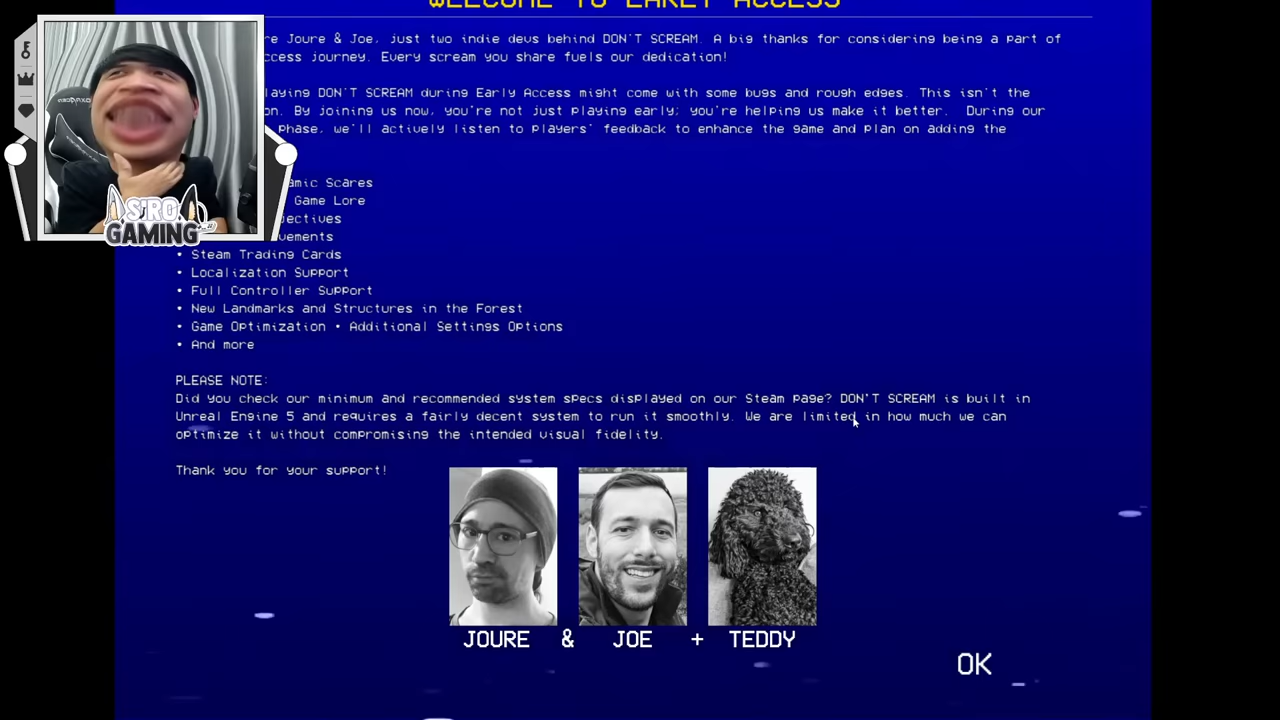 WELCOME TO EARLY ACCESS
re Joure & Joe, just two indie devs behind DON'T SCREAM. A big thanks for considering being a part of
ccess journey. Every scream you share fuels our dedication!
laying DON'T SCREAM during Early Access might come with some bugs and rough edges. This isn't the
on. By joining us now, you're not just playing early; you're helping us make it better. During our
phase, we'll actively listen to players' feedback to enhance the game and plan on adding the
amic Scares
Game Lore
jectives
vements
• Steam Trading Cards
• Localization Support
• Full Controller Support
• New Landmarks and Structures in the Forest
• Game Optimization • Additional Settings Options
• And more
PLEASE NOTE:
Did you check our minimum and recommended system specs displayed on our Steam page? DON'T SCREAM is built in
Unreal Engine 5 and requires a fairly decent system to run it smoothly. We are limited in how much we can
optimize it without compromising the intended visual fidelity.
Thank you for your support!
JOURE & JOE + TEDDY
OK
GAMING